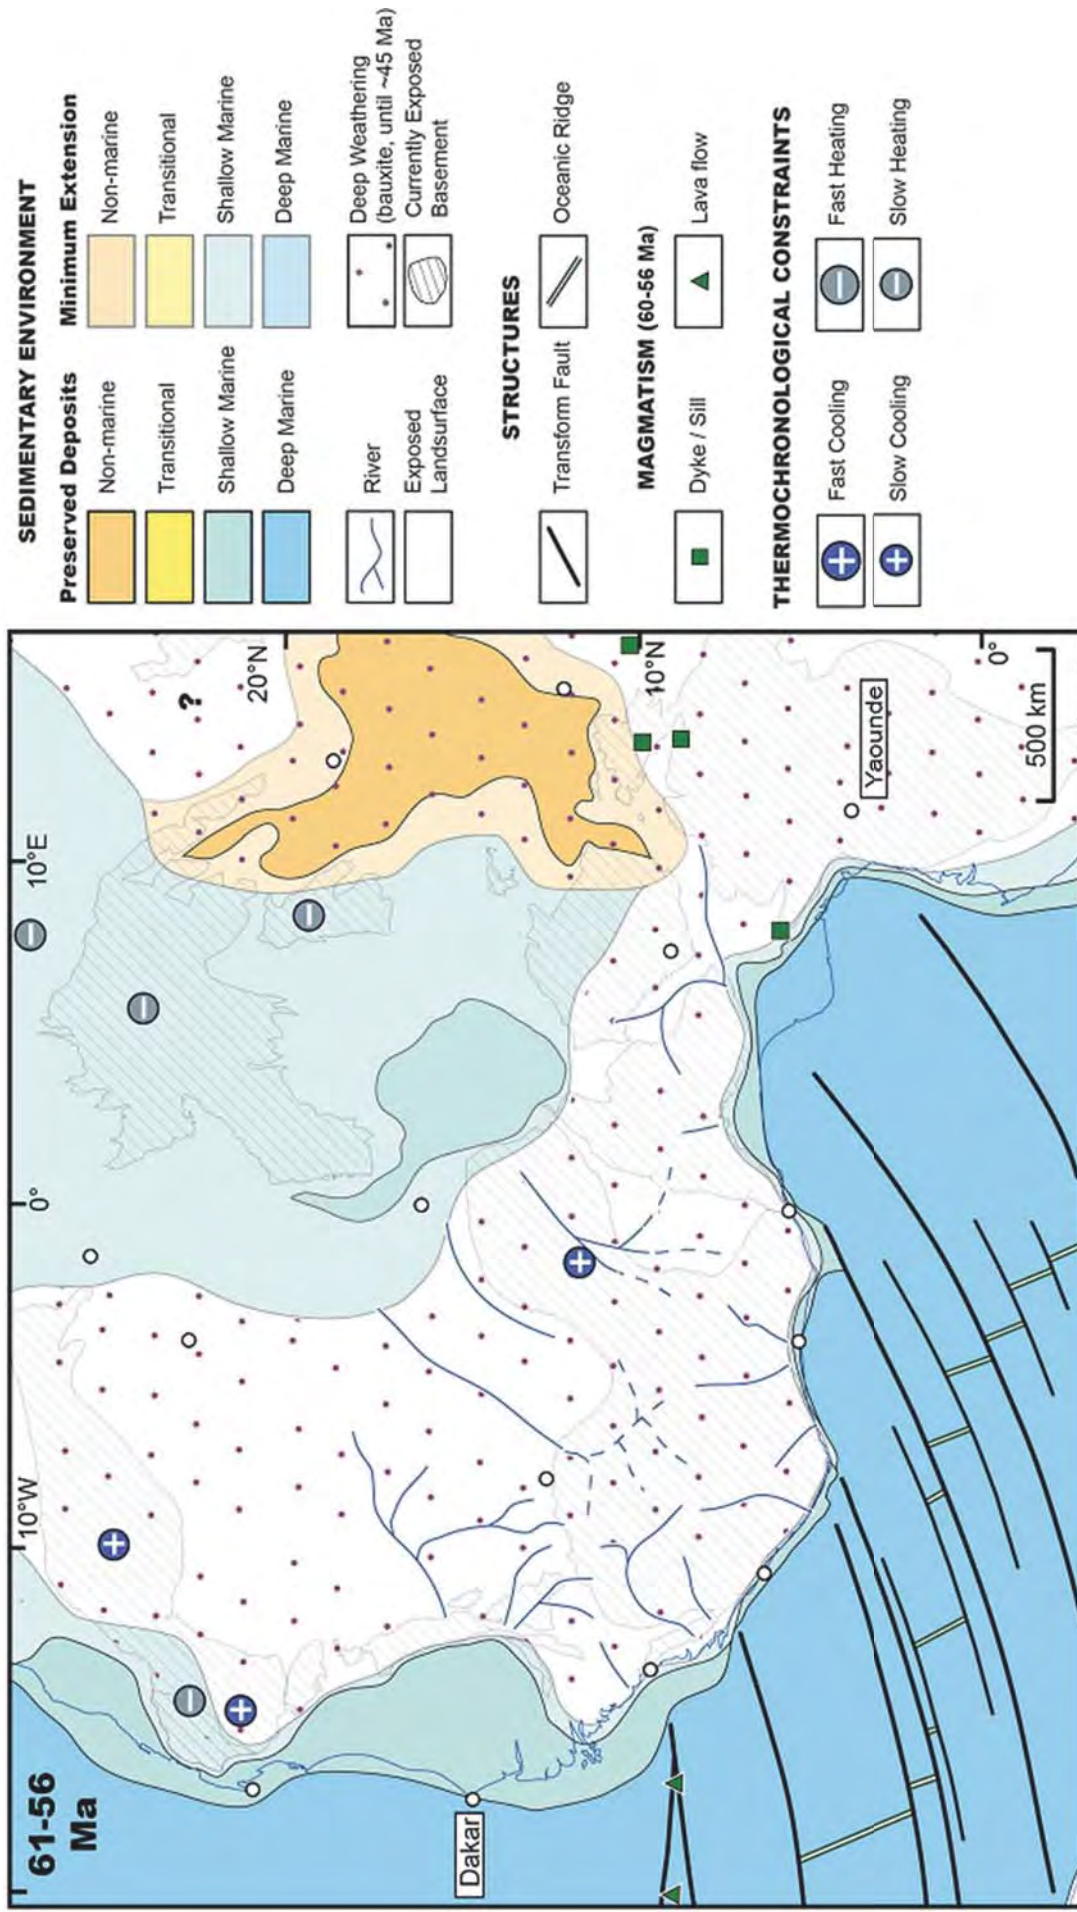 61-56
Ma
10°W
0°
10°E
20°N
10°N
0°
?
Dakar
Yaounde
500 km
SEDIMENTARY ENVIRONMENT
Preserved Deposits
Minimum Extension
Non-marine
Non-marine
Transitional
Transitional
Shallow Marine
Shallow Marine
Deep Marine
Deep Marine
River
Deep Weathering
(bauxite, until ~45 Ma)
Exposed
Landsurface
Currently Exposed
Basement
STRUCTURES
Transform Fault
Oceanic Ridge
MAGMATISM (60-56 Ma)
Dyke / Sill
Lava flow
THERMOCHRONOLOGICAL CONSTRAINTS
Fast Cooling
Fast Heating
Slow Cooling
Slow Heating